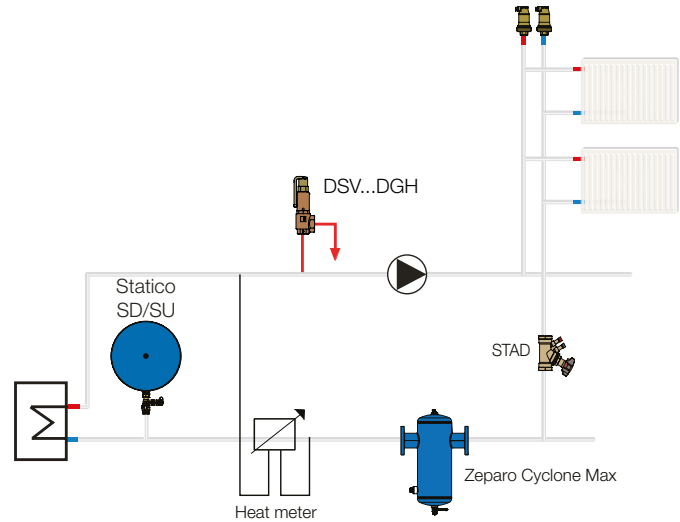 DSV...DGH
Statico
SD/SU
STAD
Zeparo Cyclone Max
Heat meter